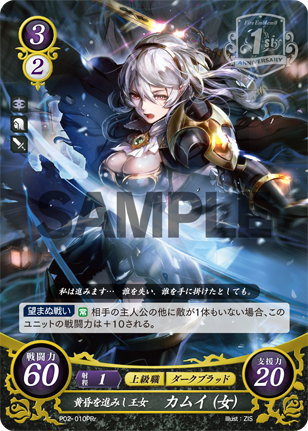 3
2
Fire Emblem 0
1st
ANNIVERSARY
SAMPLE
私は進みます… 誰を失い、誰を手に掛けたとしても。
望まぬ戦い 常 相手の主人公の他に敵が1体もいない場合、この
ユニットの戦闘力は+10される。
戦闘力
60
射程 1 上級職 ダークブラッド
支援力
20
黄昏を進みし王女 カムイ(女)
P02-010PR
Illust:ZIS